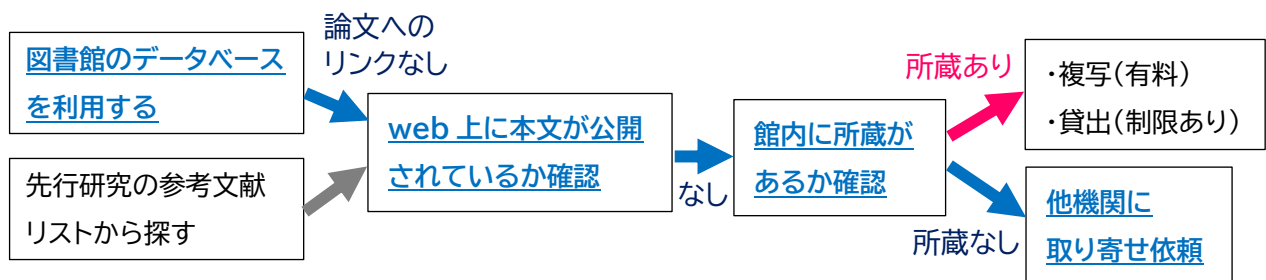 図書館のデータベース
を利用する
論文への
リンクなし
先行研究の参考文献
リストから探す
web 上に本文が公開
されているか確認
なし
館内に所蔵が
あるか確認
所蔵あり
・複写(有料)
・貸出(制限あり)
所蔵なし
他機関に
取り寄せ依頼